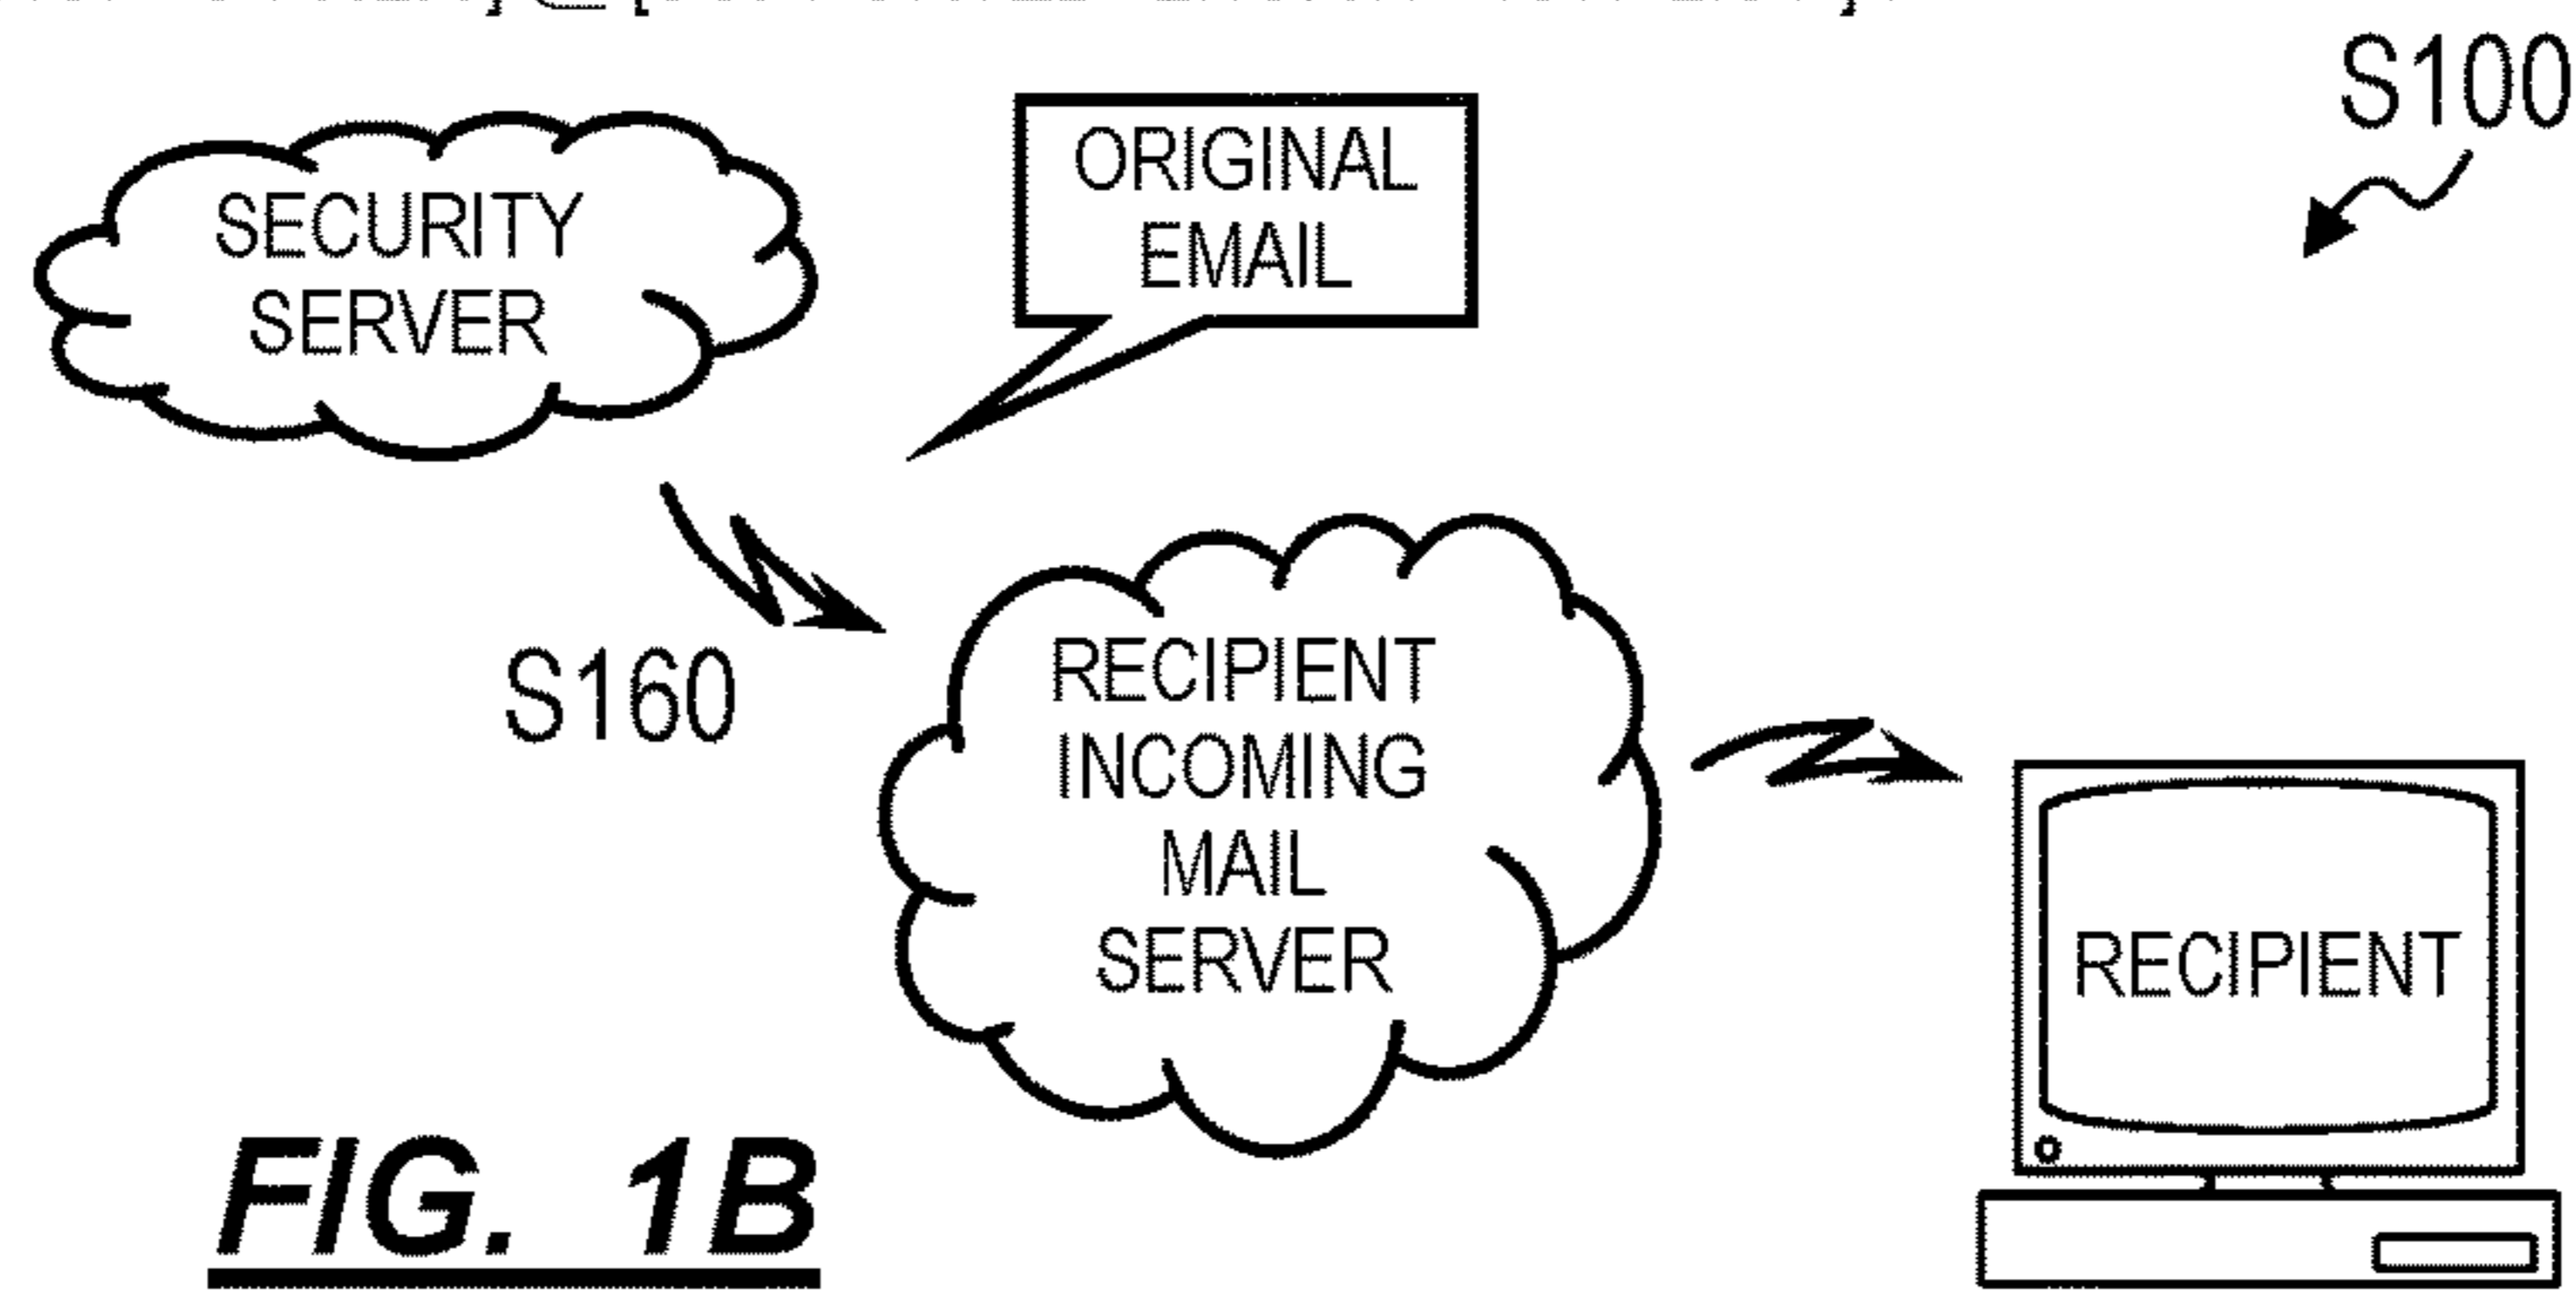 S100
SECURITY
SERVER
ORIGINAL
EMAIL
S160
RECIPIENT
INCOMING
MAIL
SERVER
RECIPIENT
FIG. 1B